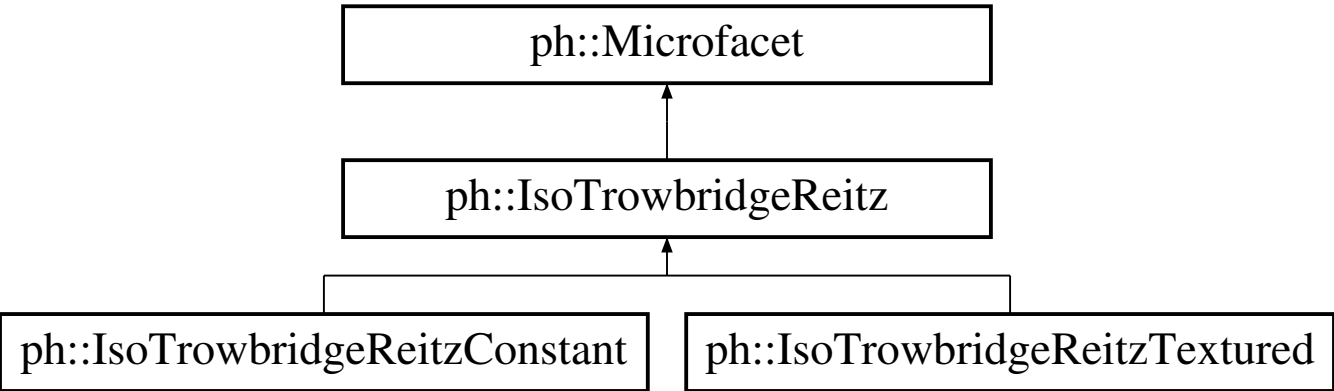 ph::Microfacet
ph::IsoTrowbridgeReitz
ph::IsoTrowbridgeReitzConstant
ph::IsoTrowbridgeReitzTextured